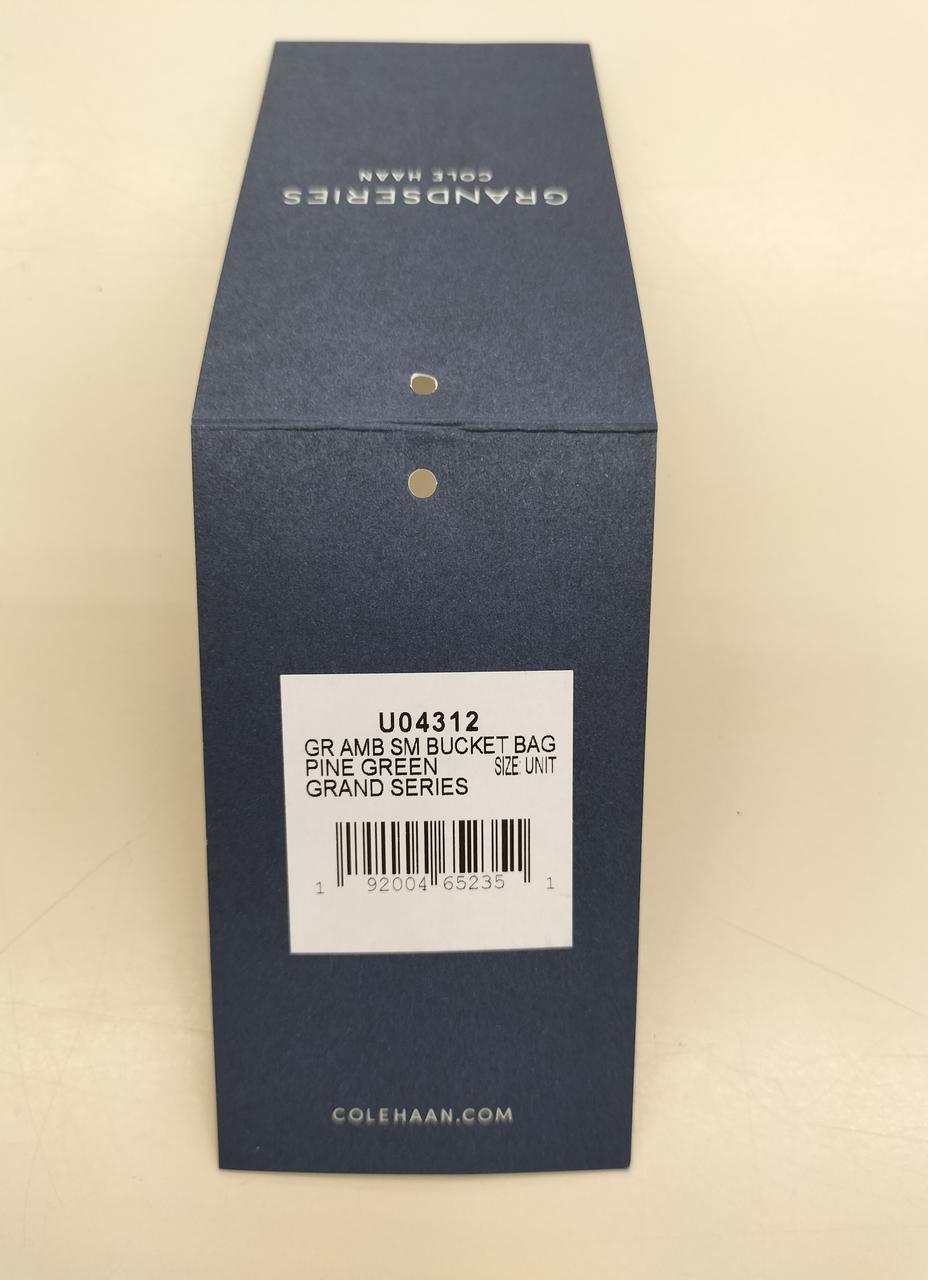 GRANDSERIES
COLE HAAN
U04312
GR AMB SM BUCKET BAG
PINE GREEN SIZE: UNIT
GRAND SERIES
1 92004 65235 1
COLEHAAN.COM